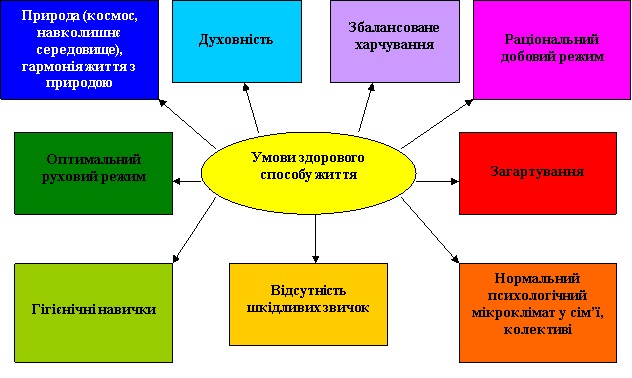 Природа (космос,
навколишнє
середовище),
гармонія життя з
природою
Духовність
Збалансоване
харчування
Раціональний
добовий режим
Оптимальний
руховий режим
Умови здорового
способу життя
Загартування
Гігієнічні навички
Відсутність
шкідливих звичок
Нормальний
психологічний
мікроклімат у сім’ї,
колективі